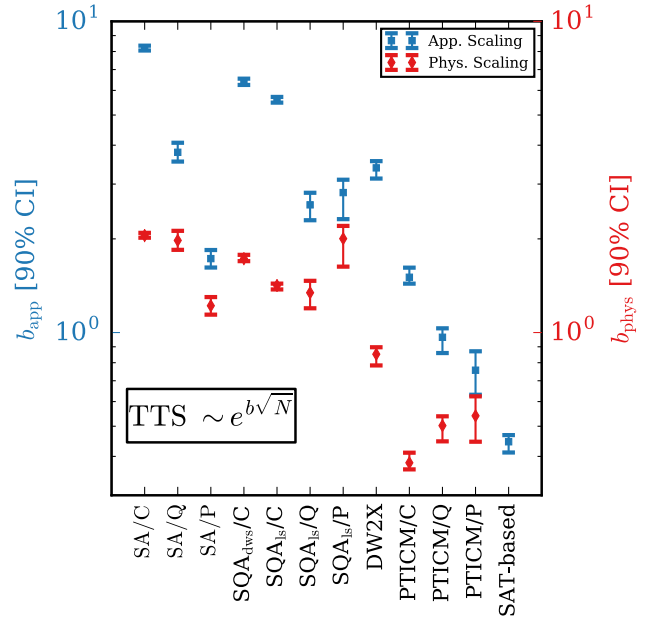 10^1
10^1
App. Scaling
Phys. Scaling
b_app [90% CI]
b_phys [90% CI]
10^0
10^0
TTS ~ e^{b√N}
SA/C
SA/Q
SA/P
SQA_dws/C
SQA_ls/C
SQA_ls/Q
SQA_ls/P
DW2X
PTICM/C
PTICM/Q
PTICM/P
SAT-based